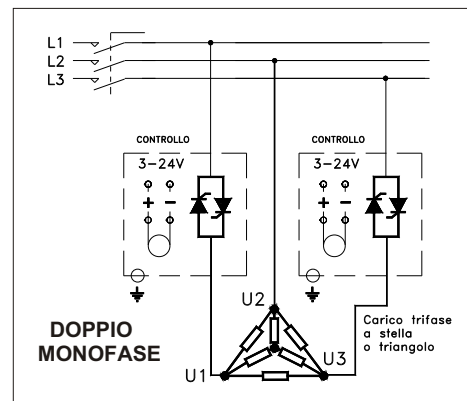 L1
L2
L3
CONTROLLO
3-24V
+ -
CONTROLLO
3-24V
+ -
U2
DOPPIO
MONOFASE
Carico trifase
a stella
o triangolo
U3
U1